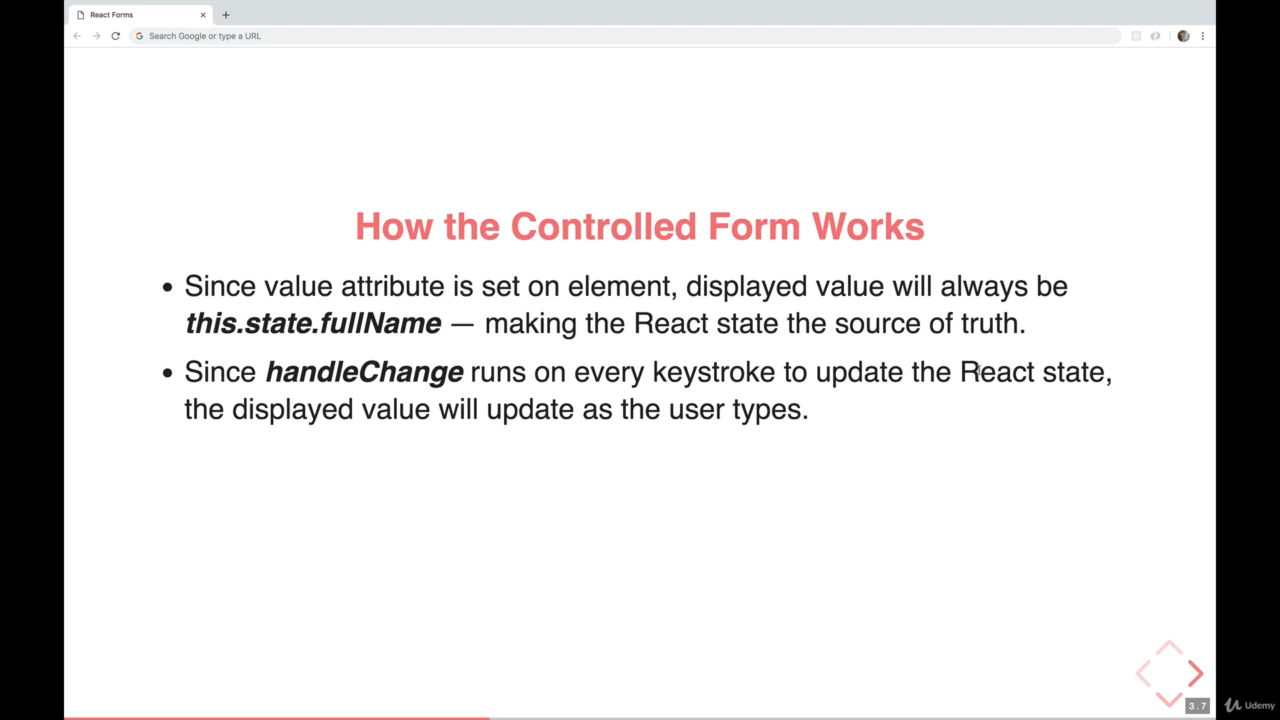 React Forms
Search Google or type a URL
How the Controlled Form Works
• Since value attribute is set on element, displayed value will always be
this.state.fullName — making the React state the source of truth.
• Since handleChange runs on every keystroke to update the React state,
the displayed value will update as the user types.
3.7
Udemy